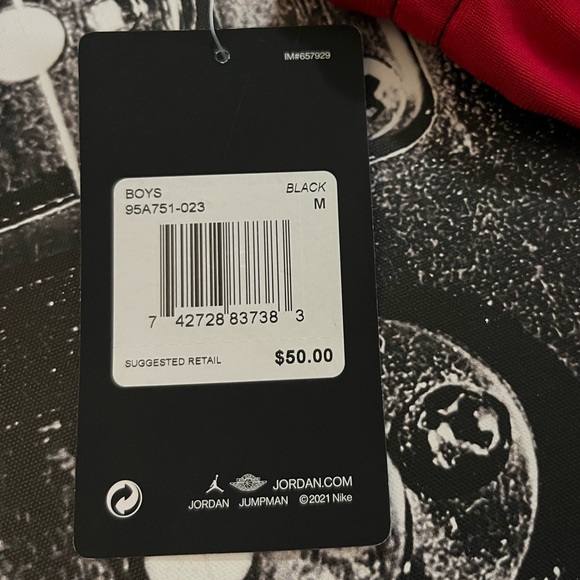 IM#657929
BOYS BLACK
95A751-023 M
7 42728 83738 3
SUGGESTED RETAIL $50.00
JORDAN.COM
JORDAN JUMPMAN ©2021 Nike